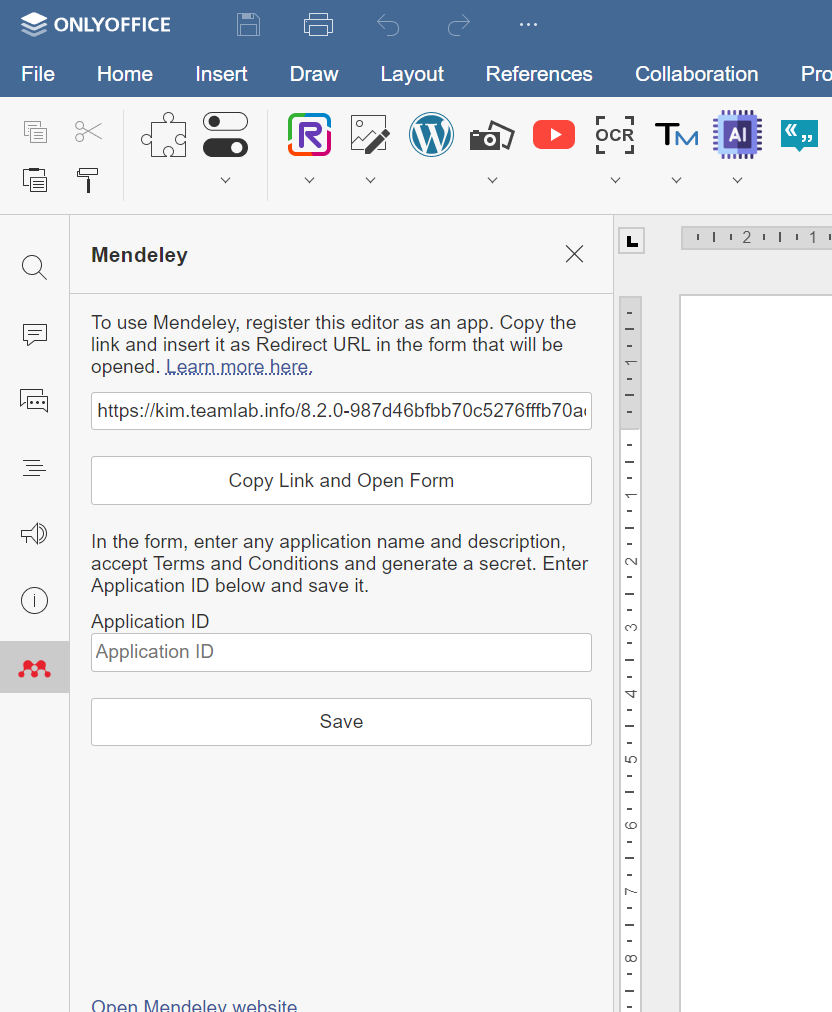 ONLYOFFICE
File Home Insert Draw Layout References Collaboration Pro
R OCR TM AI
Mendeley
L
2 1
To use Mendeley, register this editor as an app. Copy the
link and insert it as Redirect URL in the form that will be
opened. Learn more here.
https://kim.teamlab.info/8.2.0-987d46bfbb70c5276fffb70a
Copy Link and Open Form
In the form, enter any application name and description,
accept Terms and Conditions and generate a secret. Enter
Application ID below and save it.
Application ID
Application ID
Save
Open Mendeley website
1
1
2
3
4
5
6
7
8